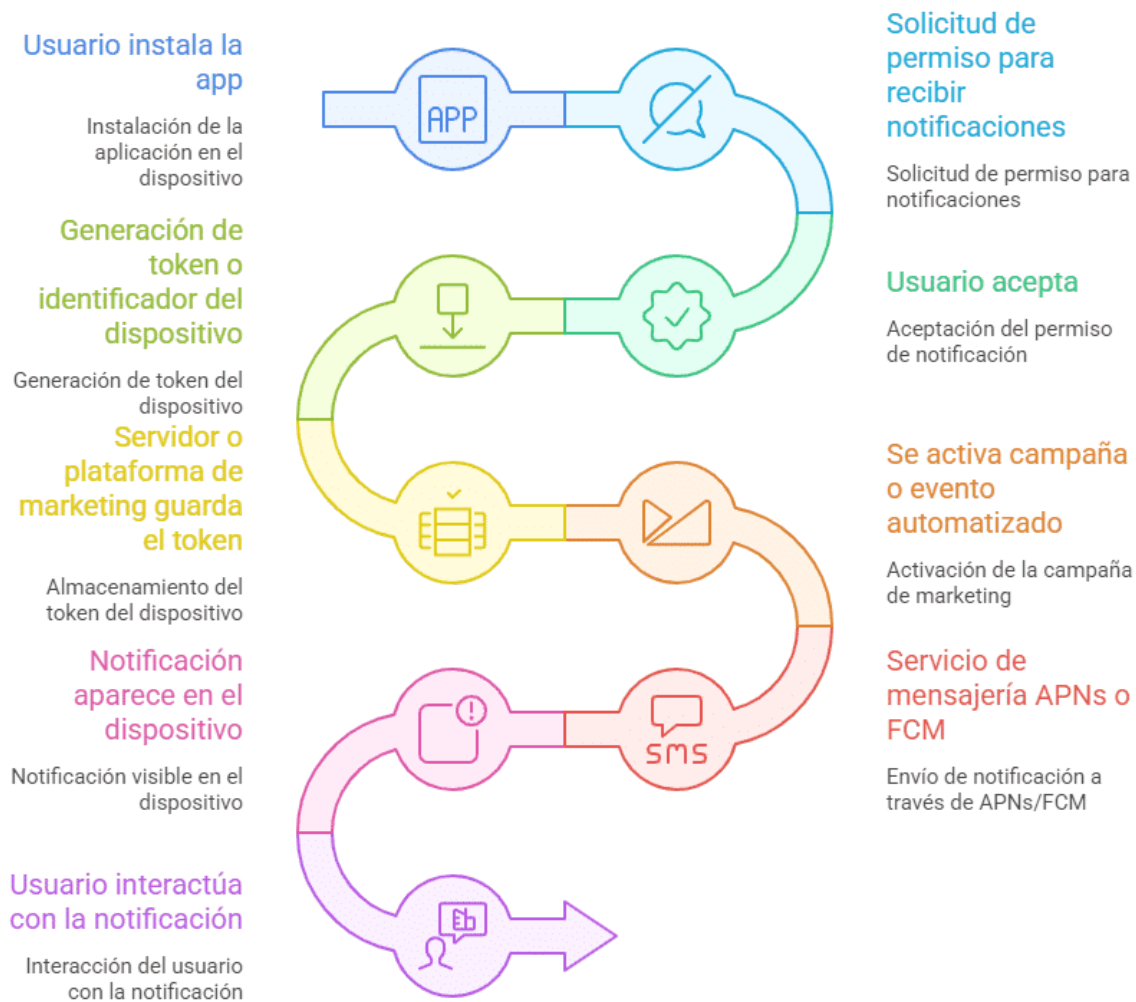 Usuario instala la
app
Instalación de la
aplicación en el
dispositivo
APP
Solicitud de
permiso para
recibir
notificaciones
Solicitud de permiso para
notificaciones
Usuario acepta
Aceptación del permiso
de notificación
Generación de
token o
identificador del
dispositivo
Generación de token del
dispositivo
Servidor o
plataforma de
marketing guarda
el token
Almacenamiento del
token del dispositivo
Se activa campaña
o evento
automatizado
Activación de la campaña
de marketing
Servicio de
mensajería APNs o
FCM
Envío de notificación a
través de APNs/FCM
SMS
Notificación
aparece en el
dispositivo
Notificación visible en el
dispositivo
Usuario interactúa
con la notificación
Interacción del usuario
con la notificación